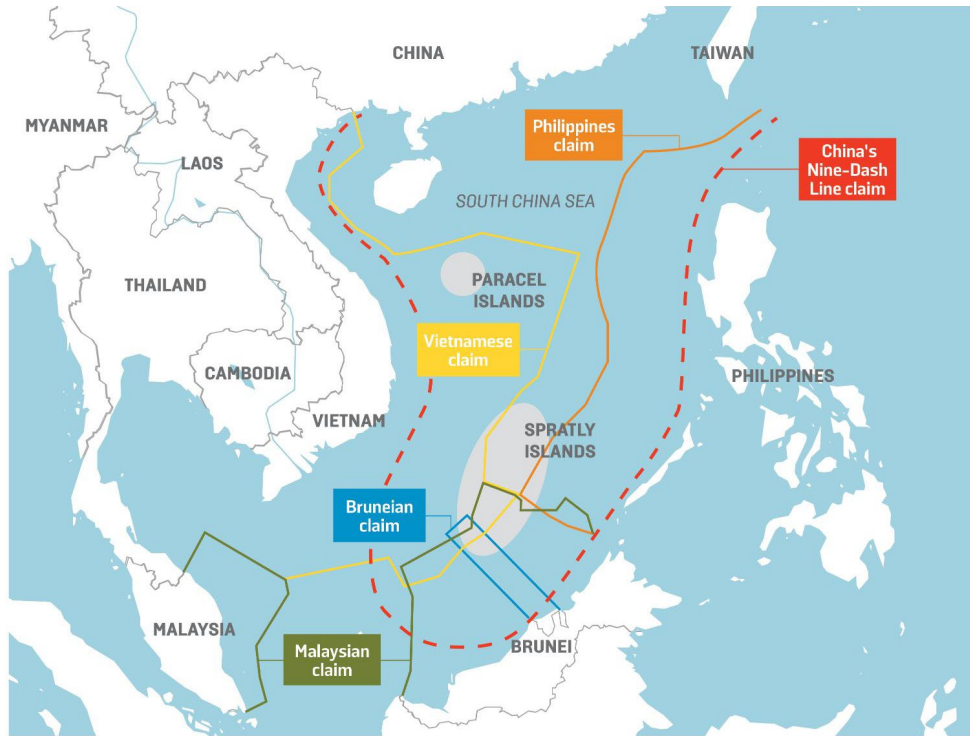 CHINA
TAIWAN
MYANMAR
LAOS
Philippines
claim
China's
Nine-Dash
Line claim
SOUTH CHINA SEA
THAILAND
PARACEL
ISLANDS
Vietnamese
claim
CAMBODIA
PHILIPPINES
VIETNAM
SPRATLY
ISLANDS
Bruneian
claim
MALAYSIA
BRUNEI
Malaysian
claim